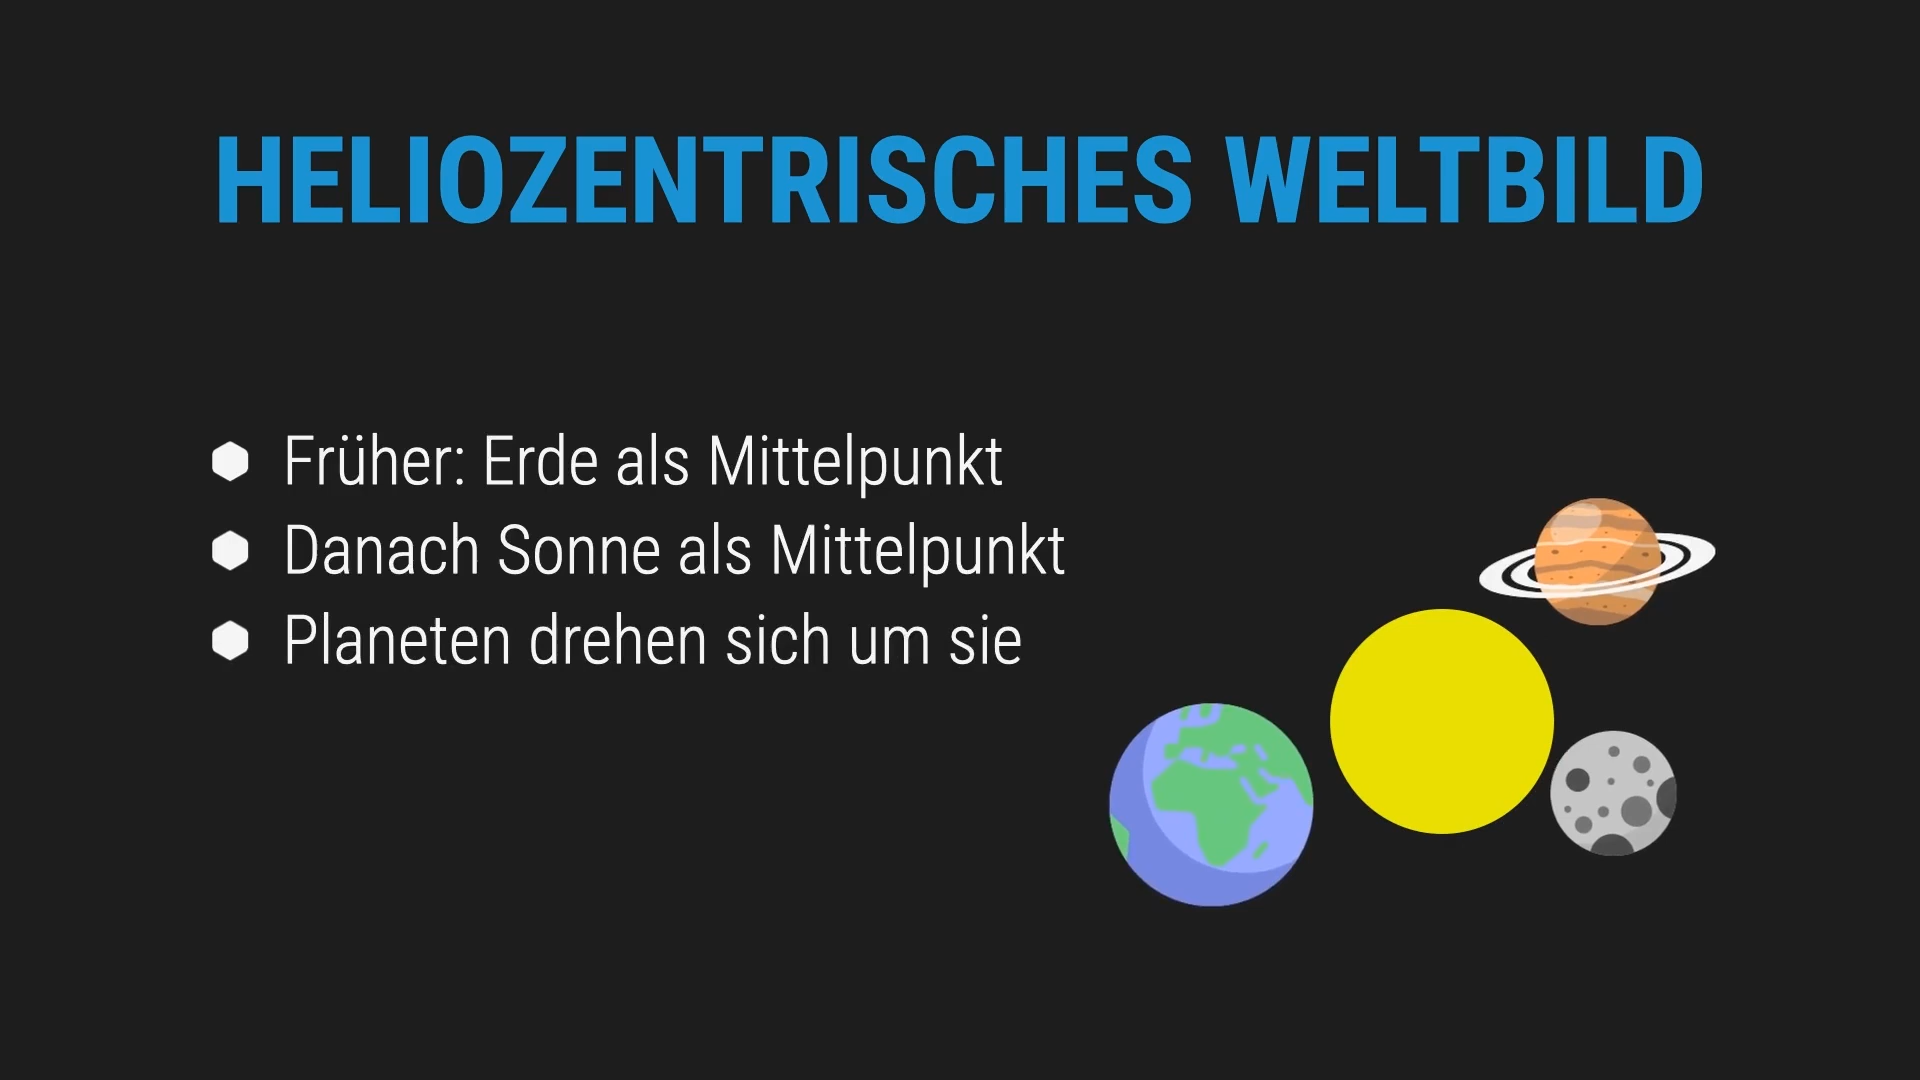 HELIOZENTRISCHES WELTBILD
Früher: Erde als Mittelpunkt
Danach Sonne als Mittelpunkt
Planeten drehen sich um sie